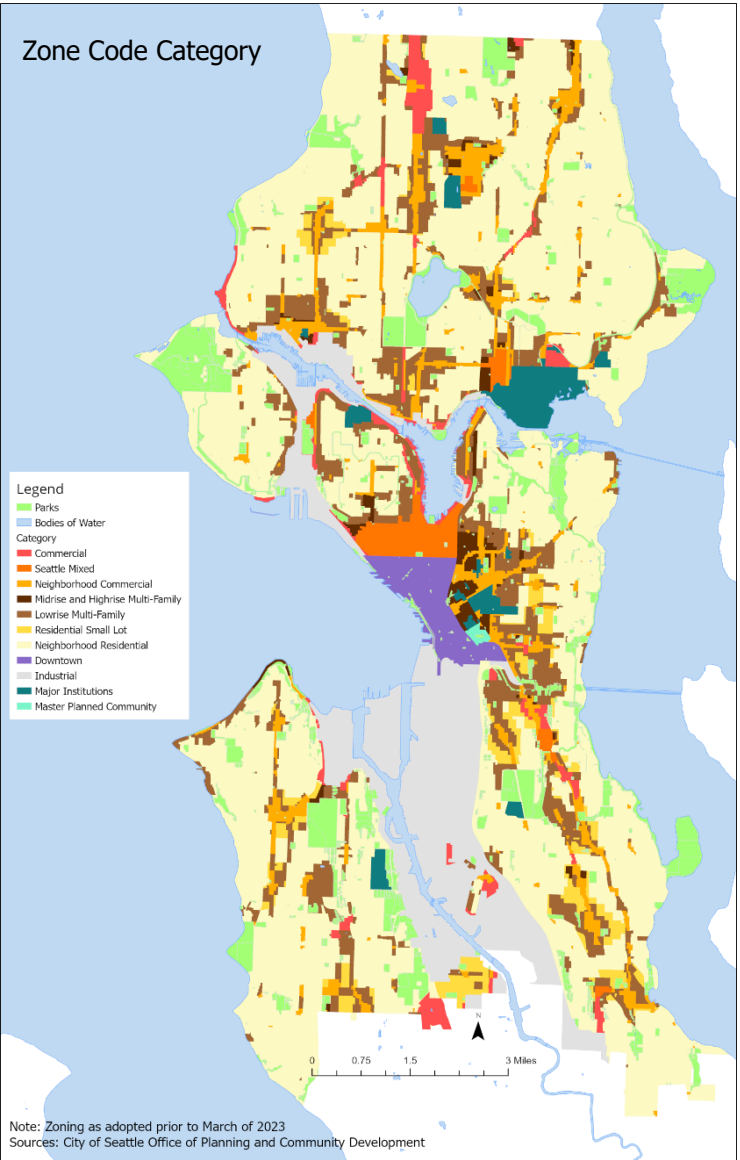 Zone Code Category
Legend
Parks
Bodies of Water
Category
Commercial
Seattle Mixed
Neighborhood Commercial
Midrise and Highrise Multi-Family
Lowrise Multi-Family
Residential Small Lot
Neighborhood Residential
Downtown
Industrial
Major Institutions
Master Planned Community
N
0 0.75 1.5 3 Miles
Note: Zoning as adopted prior to March of 2023
Sources: City of Seattle Office of Planning and Community Development